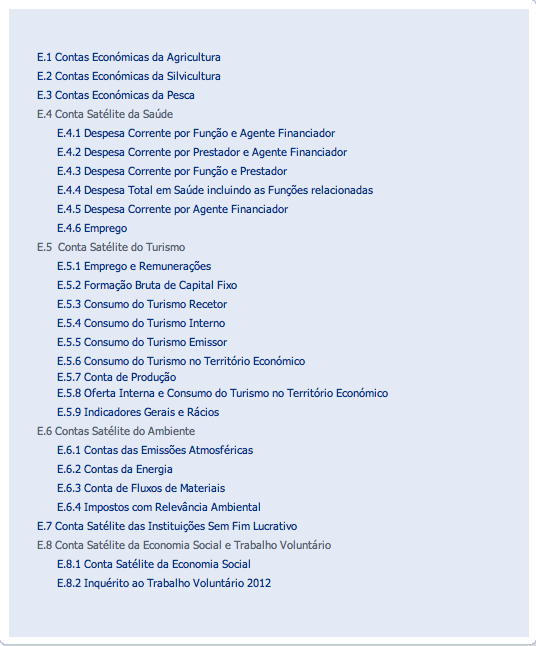 E.1 Contas Económicas da Agricultura
E.2 Contas Económicas da Silvicultura
E.3 Contas Económicas da Pesca
E.4 Conta Satélite da Saúde
E.4.1 Despesa Corrente por Função e Agente Financiador
E.4.2 Despesa Corrente por Prestador e Agente Financiador
E.4.3 Despesa Corrente por Função e Prestador
E.4.4 Despesa Total em Saúde incluindo as Funções relacionadas
E.4.5 Despesa Corrente por Agente Financiador
E.4.6 Emprego
E.5 Conta Satélite do Turismo
E.5.1 Emprego e Remunerações
E.5.2 Formação Bruta de Capital Fixo
E.5.3 Consumo do Turismo Recetor
E.5.4 Consumo do Turismo Interno
E.5.5 Consumo do Turismo Emissor
E.5.6 Consumo do Turismo no Território Económico
E.5.7 Conta de Produção
E.5.8 Oferta Interna e Consumo do Turismo no Território Económico
E.5.9 Indicadores Gerais e Rácios
E.6 Contas Satélite do Ambiente
E.6.1 Contas das Emissões Atmosféricas
E.6.2 Contas da Energia
E.6.3 Conta de Fluxos de Materiais
E.6.4 Impostos com Relevância Ambiental
E.7 Conta Satélite das Instituições Sem Fim Lucrativo
E.8 Conta Satélite da Economia Social e Trabalho Voluntário
E.8.1 Conta Satélite da Economia Social
E.8.2 Inquérito ao Trabalho Voluntário 2012